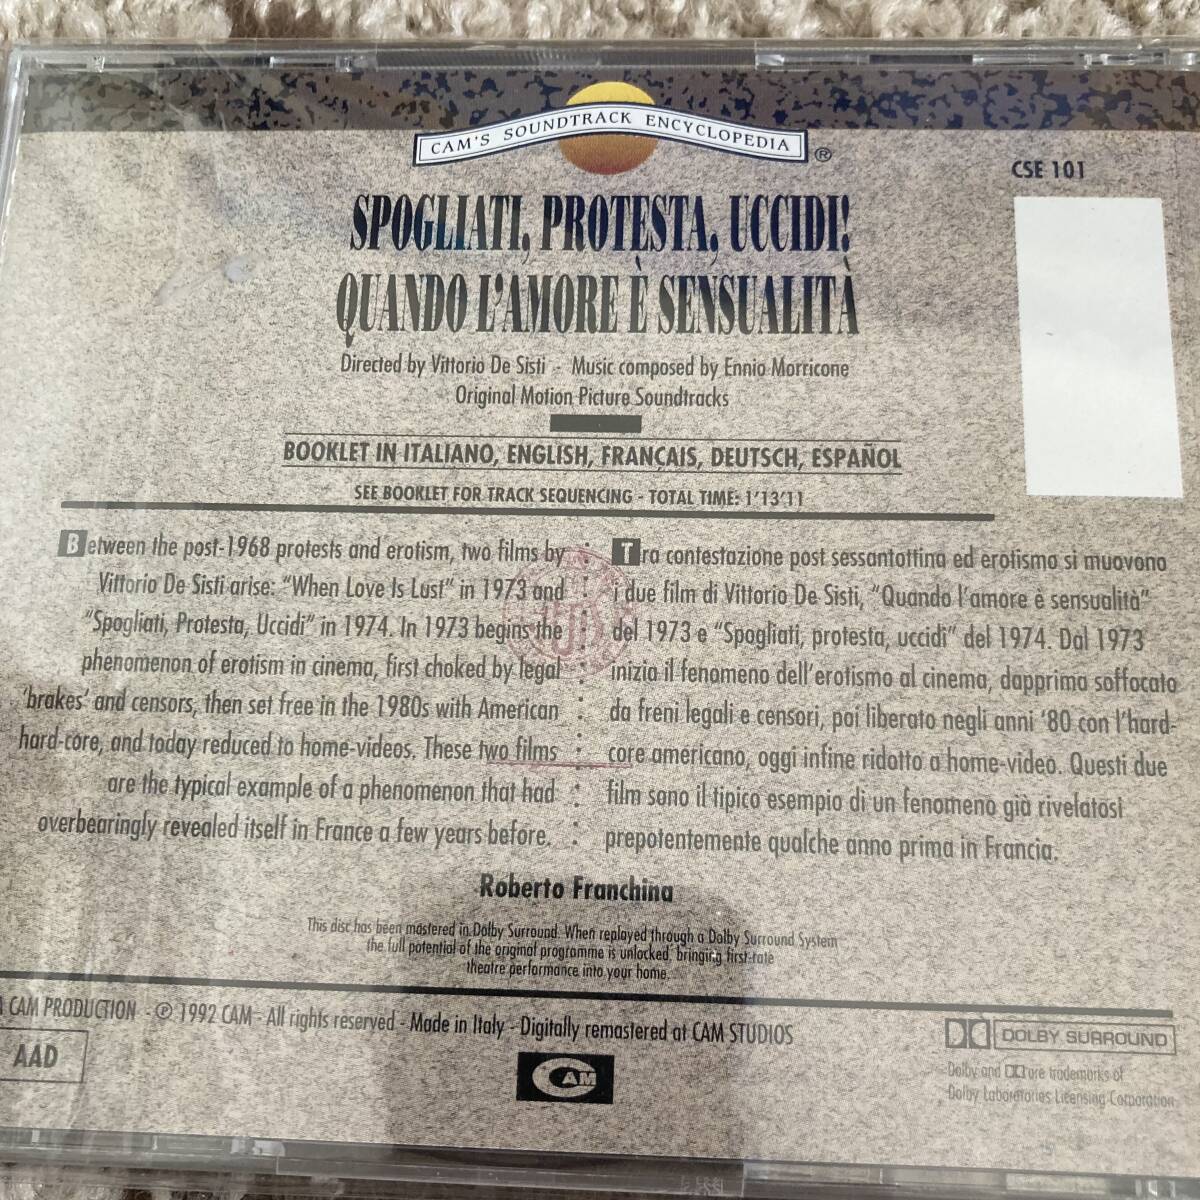 CAM'S SOUNDTRACK ENCYCLOPEDIA ®
CSE 101
SPOGLIATI, PROTESTA, UCCIDI!
QUANDO L'AMORE È SENSUALITÀ
Directed by Vittorio De Sisti - Music composed by Ennio Morricone
Original Motion Picture Soundtracks
BOOKLET IN ITALIANO, ENGLISH, FRANÇAIS, DEUTSCH, ESPAÑOL
SEE BOOKLET FOR TRACK SEQUENCING - TOTAL TIME: 1'13'11
Between the post-1968 protests and erotism, two films by
Vittorio De Sisti arise: "When Love Is Lust" in 1973 and
"Spogliati, Protesta, Uccidi" in 1974. In 1973 begins the
phenomenon of erotism in cinema, first choked by legal
'brakes' and censors, then set free in the 1980s with American
hard-core, and today reduced to home-videos. These two films
are the typical example of a phenomenon that had
overbearingly revealed itself in France a few years before.
Tra contestazione post sessantottina ed erotismo si muovono
i due film di Vittorio De Sisti, "Quando l'amore è sensualità"
del 1973 e "Spogliati, protesta, uccidi" del 1974. Dal 1973
inizia il fenomeno dell'erotismo al cinema, dapprima soffocato
da freni legali e censori, poi liberato negli anni '80 con l'hard-
core americano, oggi infine ridotto a home-video. Questi due
film sono il tipico esempio di un fenomeno già rivelatosi
prepotentemente qualche anno prima in Francia.
Roberto Franchina
This disc has been mastered in Dolby Surround. When replayed through a Dolby Surround System
the full potential of the original programme is unlocked, bringing first-rate
theatre performance into your home.
A CAM PRODUCTION - ℗ 1992 CAM - All rights reserved - Made in Italy - Digitally remastered at CAM STUDIOS
AAD
CAM
DOLBY SURROUND
Dolby and DD are trademarks of
Dolby Laboratories Licensing Corporation